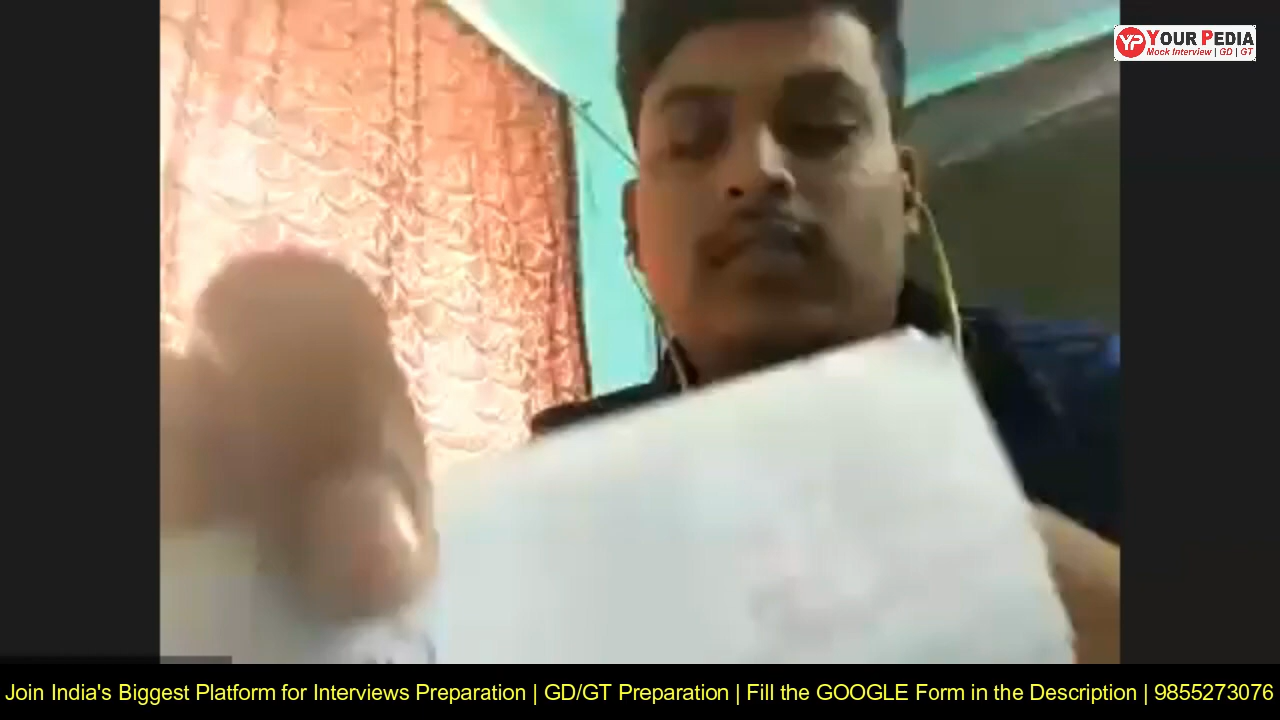 YP YOUR PEDIA
Mock Interview | GD | GT
Join India's Biggest Platform for Interviews Preparation | GD/GT Preparation | Fill the GOOGLE Form in the Description | 9855273076